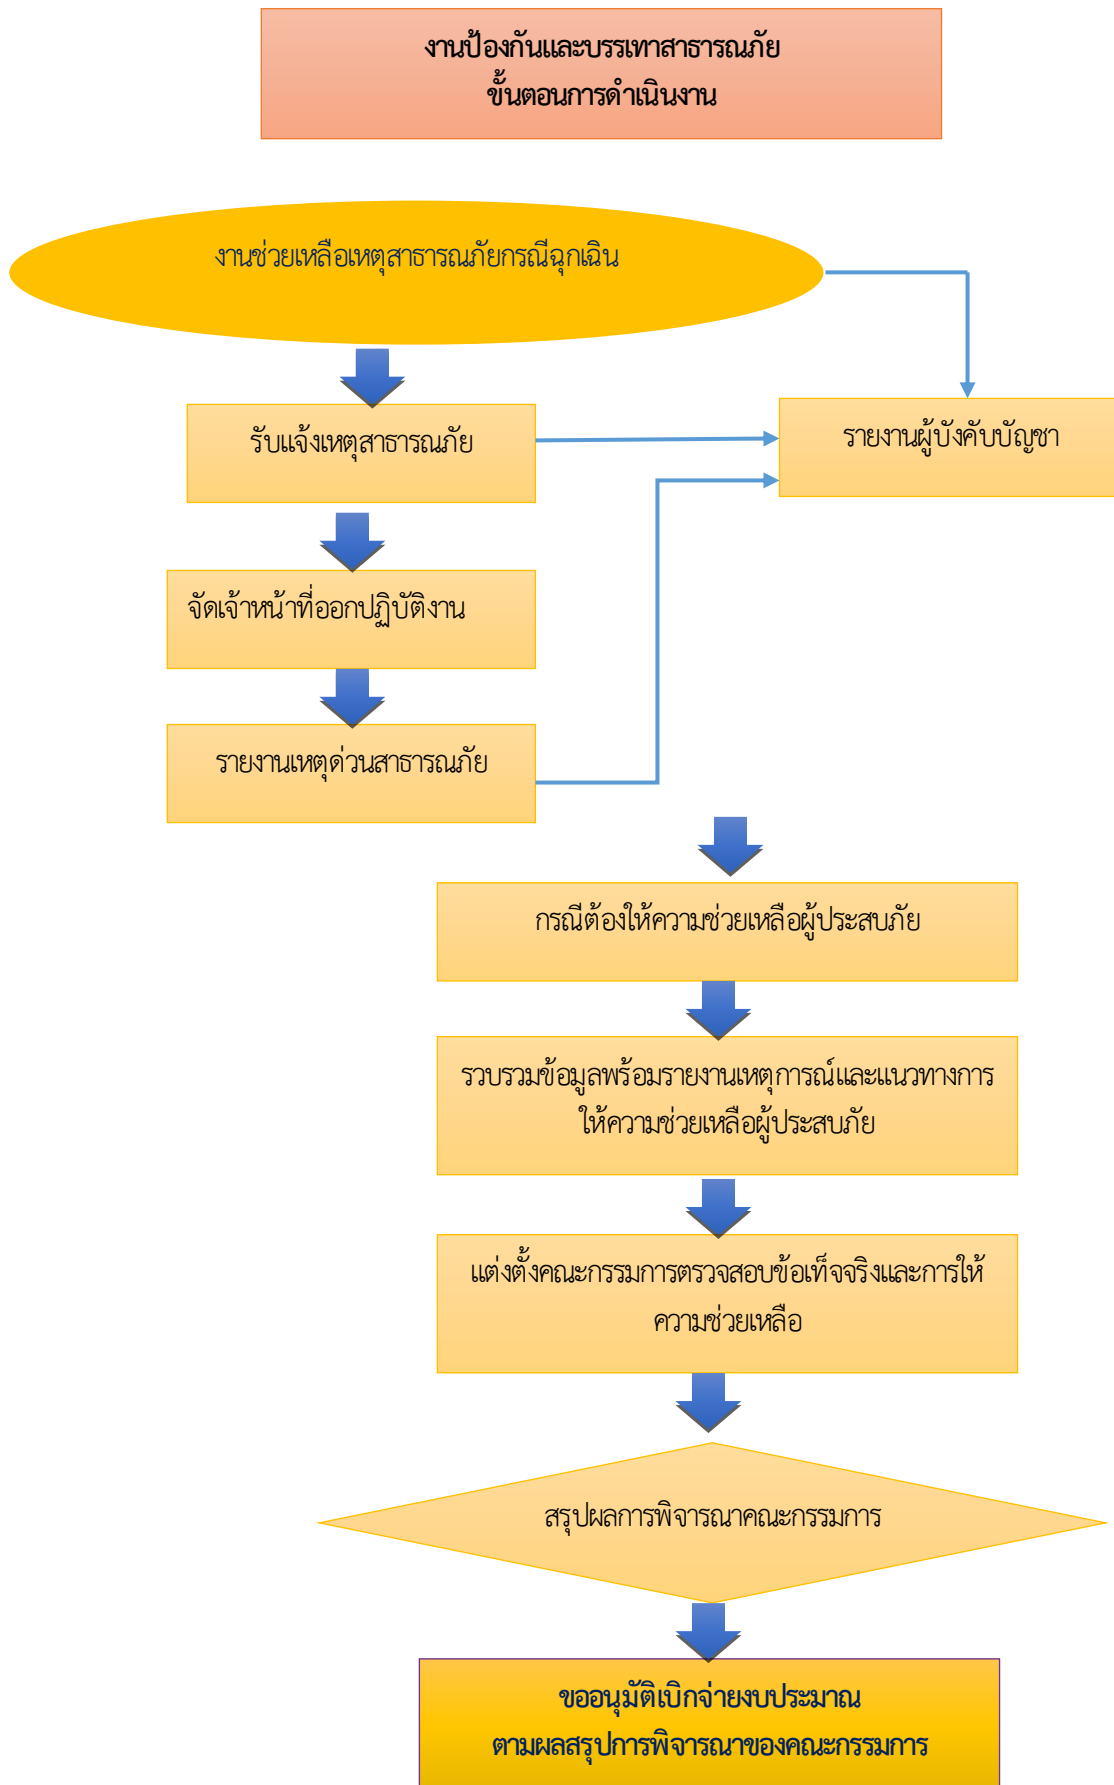 งานป้องกันและบรรเทาสาธารณภัย
ขั้นตอนการดำเนินงาน
งานช่วยเหลือเหตุสาธารณภัยกรณีฉุกเฉิน
รับแจ้งเหตุสาธารณภัย
รายงานผู้บังคับบัญชา
จัดเจ้าหน้าที่ออกปฏิบัติงาน
รายงานเหตุด่วนสาธารณภัย
กรณีต้องให้ความช่วยเหลือผู้ประสบภัย
รวบรวมข้อมูลพร้อมรายงานเหตุการณ์และแนวทางการ
ให้ความช่วยเหลือผู้ประสบภัย
แต่งตั้งคณะกรรมการตรวจสอบข้อเท็จจริงและการให้
ความช่วยเหลือ
สรุปผลการพิจารณาคณะกรรมการ
ขออนุมัติเบิกจ่ายงบประมาณ
ตามผลสรุปการพิจารณาของคณะกรรมการ